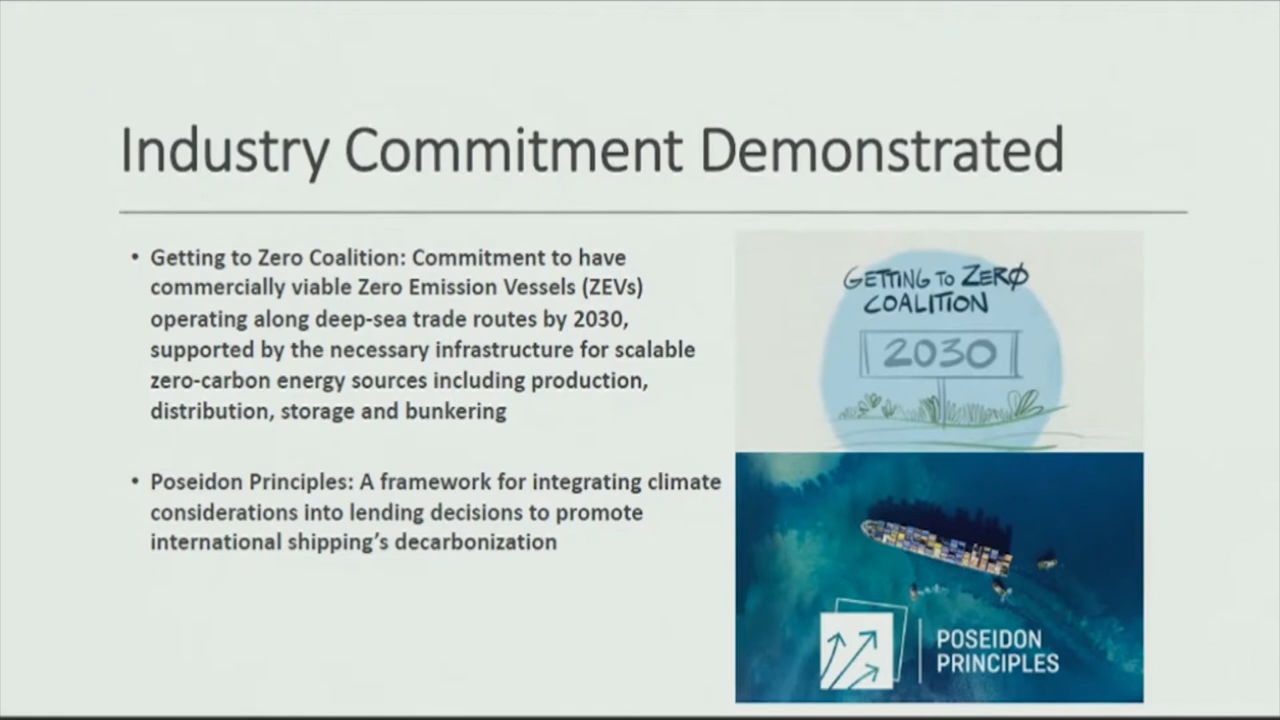 Industry Commitment Demonstrated
• Getting to Zero Coalition: Commitment to have
commercially viable Zero Emission Vessels (ZEVs)
operating along deep-sea trade routes by 2030,
supported by the necessary infrastructure for scalable
zero-carbon energy sources including production,
distribution, storage and bunkering
• Poseidon Principles: A framework for integrating climate
considerations into lending decisions to promote
international shipping’s decarbonization
GETTING TO ZERØ
COALITION
2030
POSEIDON
PRINCIPLES